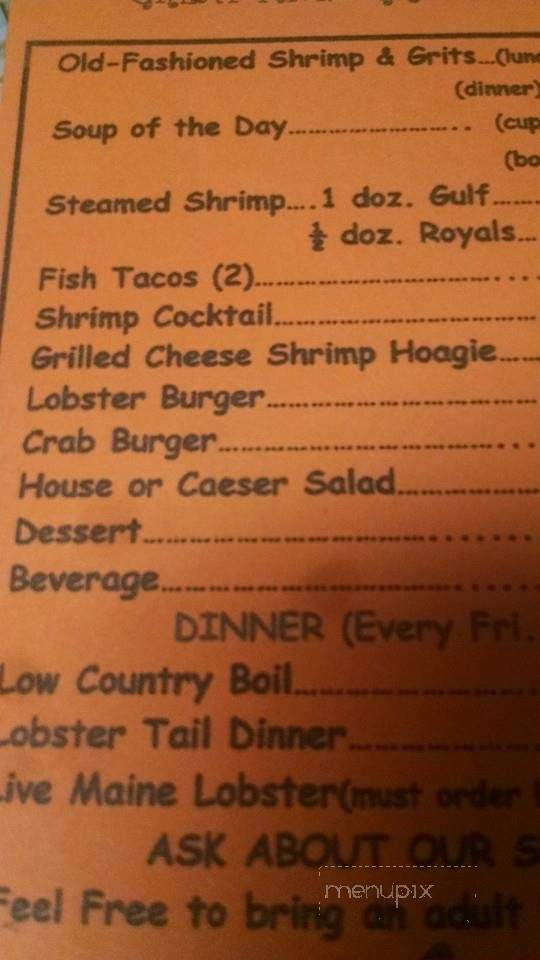 Old-Fashioned Shrimp & Grits...(lun
(dinner)
Soup of the Day........................ (cup
(bo
Steamed Shrimp....1 doz. Gulf.......
½ doz. Royals...
Fish Tacos (2)................................
Shrimp Cocktail..............................
Grilled Cheese Shrimp Hoagie......
Lobster Burger..............................
Crab Burger...................................
House or Caeser Salad................
Dessert..........................................
Beverage.......................................
DINNER (Every Fri.
Low Country Boil...........................
Lobster Tail Dinner.....................
Live Maine Lobster(must order
ASK ABOUT OUR S
Feel Free to bring an adult
menupix